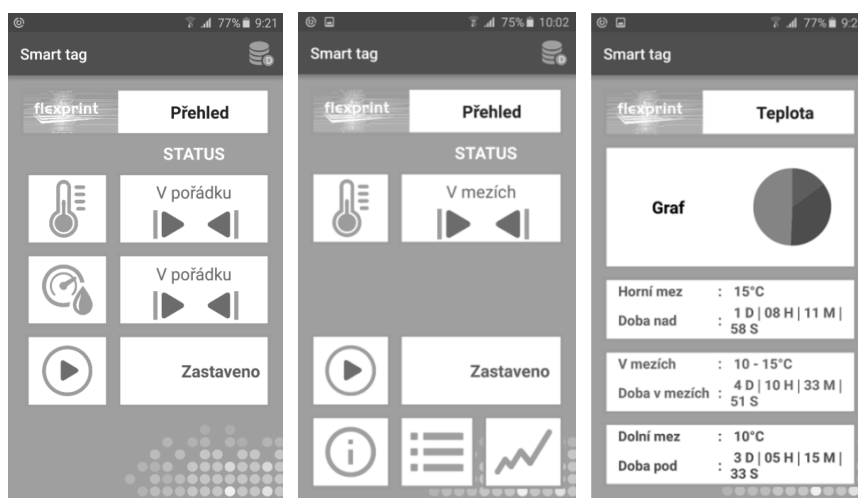 77% 9:21
Smart tag
D
flexprint
Přehled
STATUS
V pořádku
V pořádku
Zastaveno
75% 10:02
Smart tag
D
flexprint
Přehled
STATUS
V mezích
Zastaveno
i
77% 9:2
Smart tag
flexprint
Teplota
Graf
Horní mez : 15°C
Doba nad : 1 D | 08 H | 11 M |
58 S
V mezích : 10 - 15°C
Doba v mezích : 4 D | 10 H | 33 M |
51 S
Dolní mez : 10°C
Doba pod : 3 D | 05 H | 15 M |
33 S